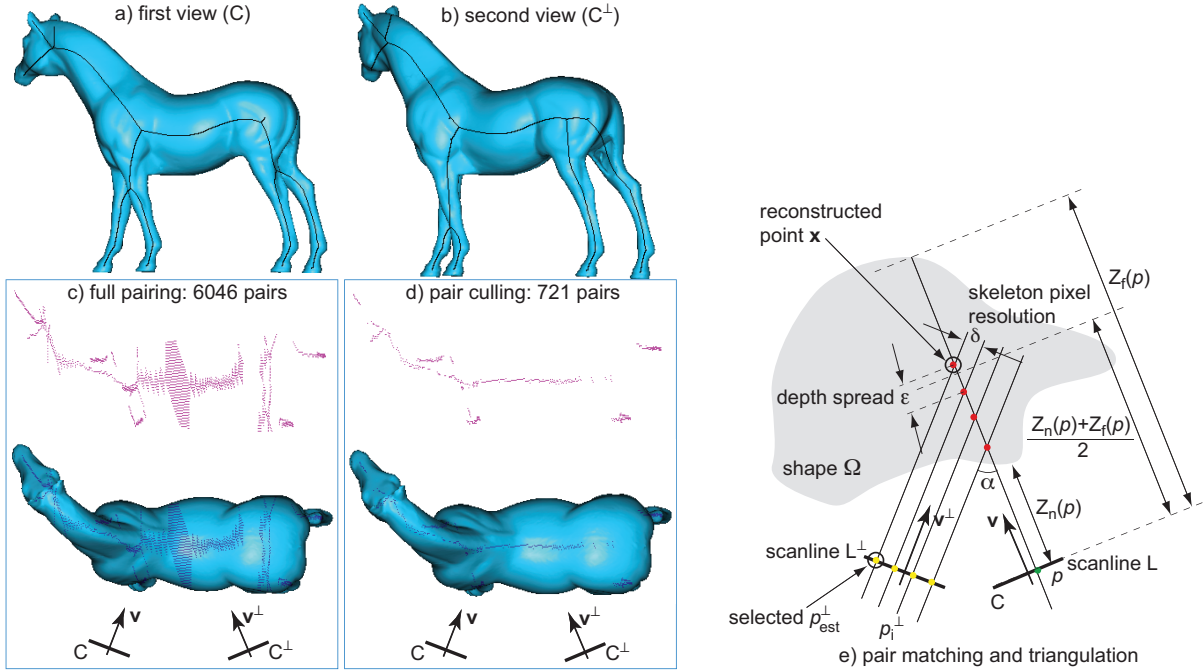 a) first view (C)
b) second view (C⊥)
c) full pairing: 6046 pairs
d) pair culling: 721 pairs
v
v⊥
C
C⊥
v
v⊥
C
C⊥
reconstructed
point x
skeleton pixel
resolution
δ
Zf(p)
depth spread ε
Zn(p)+Zf(p)
2
shape Ω
α
Zn(p)
v⊥
v
scanline L⊥
scanline L
p
C
selected p⊥est
p⊥i
e) pair matching and triangulation